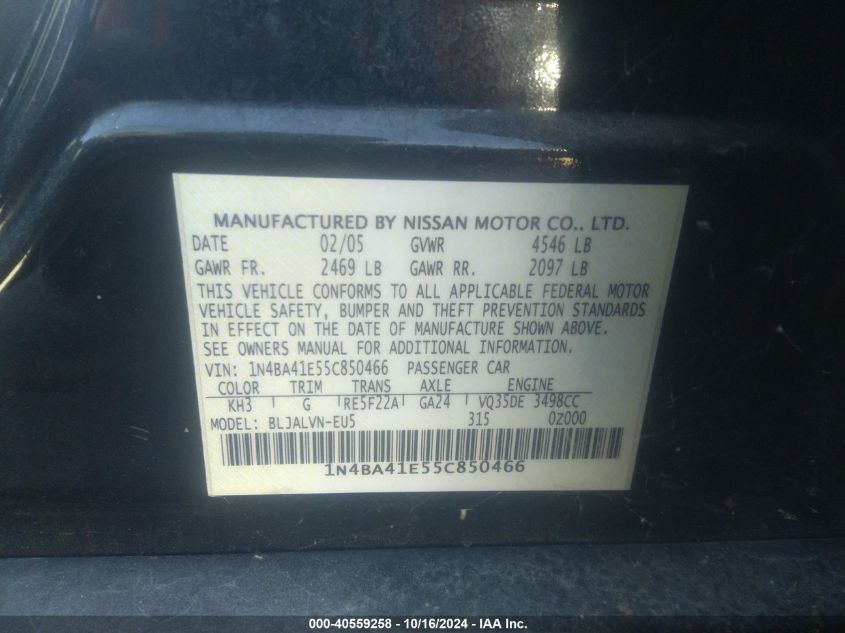 MANUFACTURED BY NISSAN MOTOR CO., LTD.
DATE 02/05 GVWR 4546 LB
GAWR FR. 2469 LB GAWR RR. 2097 LB
THIS VEHICLE CONFORMS TO ALL APPLICABLE FEDERAL MOTOR
VEHICLE SAFETY, BUMPER AND THEFT PREVENTION STANDARDS
IN EFFECT ON THE DATE OF MANUFACTURE SHOWN ABOVE.
SEE OWNERS MANUAL FOR ADDITIONAL INFORMATION.
VIN: 1N4BA41E55C850466 PASSENGER CAR
COLOR TRIM TRANS AXLE ENGINE
KH3 G RE5F22A GA24 VQ35DE 3498CC
MODEL: BLJALVN-EU5 315 0Z000
1N4BA41E55C850466
000-40559258 - 10/16/2024 - IAA Inc.